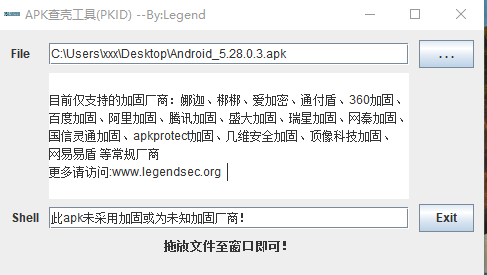 APK查壳工具(PKID) --By:Legend
File C:\Users\xxx\Desktop\Android_5.28.0.3.apk ...
目前仅支持的加固厂商：娜迦、梆梆、爱加密、通付盾、360加固、
百度加固、阿里加固、腾讯加固、盛大加固、瑞星加固、网秦加固、
国信灵通加固、apkprotect加固、几维安全加固、顶像科技加固、
网易易盾 等常规厂商
更多请访问:www.legendsec.org
Shell 此apk未采用加固或为未知加固厂商! Exit
拖放文件至窗口即可!